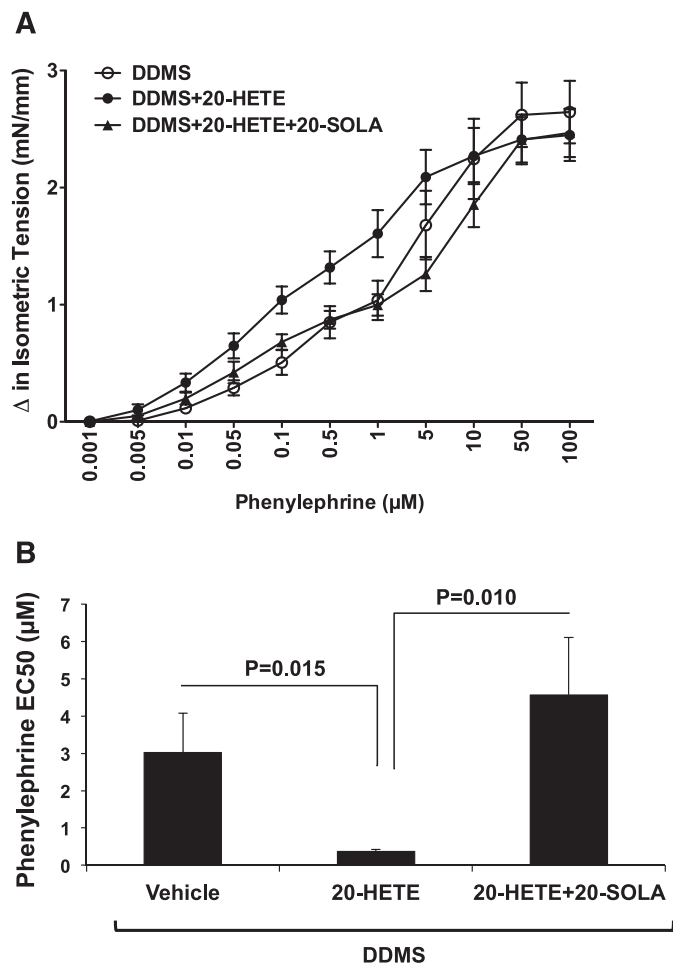 A
DDMS
DDMS+20-HETE
DDMS+20-HETE+20-SOLA
Δ in Isometric Tension (mN/mm)
3
2
1
0
0.001
0.005
0.01
0.05
0.1
0.5
1
5
10
50
100
Phenylephrine (μM)
B
Phenylephrine EC50 (μM)
7
6
5
4
3
2
1
0
P=0.015
P=0.010
Vehicle
20-HETE
20-HETE+20-SOLA
DDMS